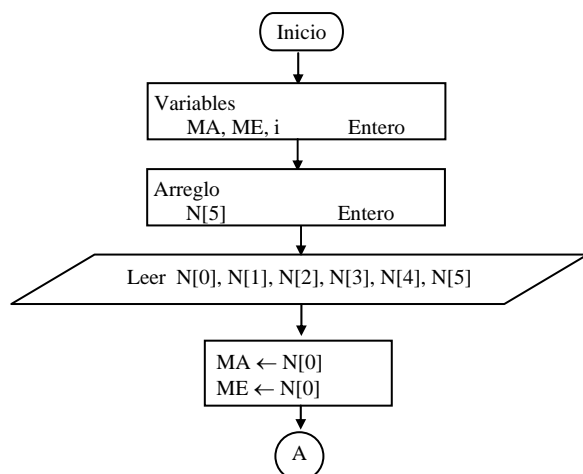 Inicio
Variables
MA, ME, i Entero
Arreglo
N[5] Entero
Leer N[0], N[1], N[2], N[3], N[4], N[5]
MA ← N[0]
ME ← N[0]
A